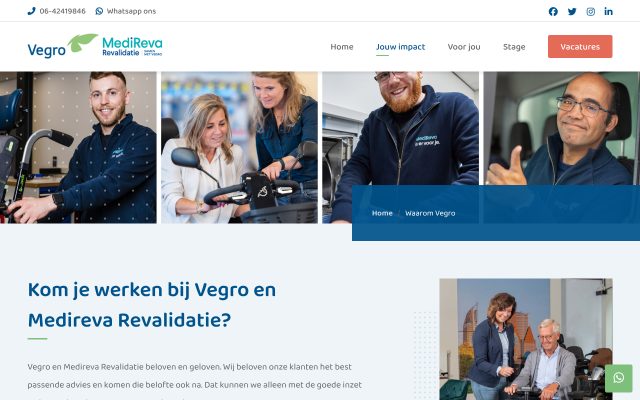 06-42419846 Whatsapp ons
Vegro MediReva
Revalidatie
Home Jouw impact Voor jou Stage Vacatures
MediReva
Home / Waarom Vegro
Kom je werken bij Vegro en
Medireva Revalidatie?
Vegro en Medireva Revalidatie beloven en geloven. Wij beloven onze klanten het best
passende advies en komen die belofte ook na. Dat kunnen we alleen met de goede inzet